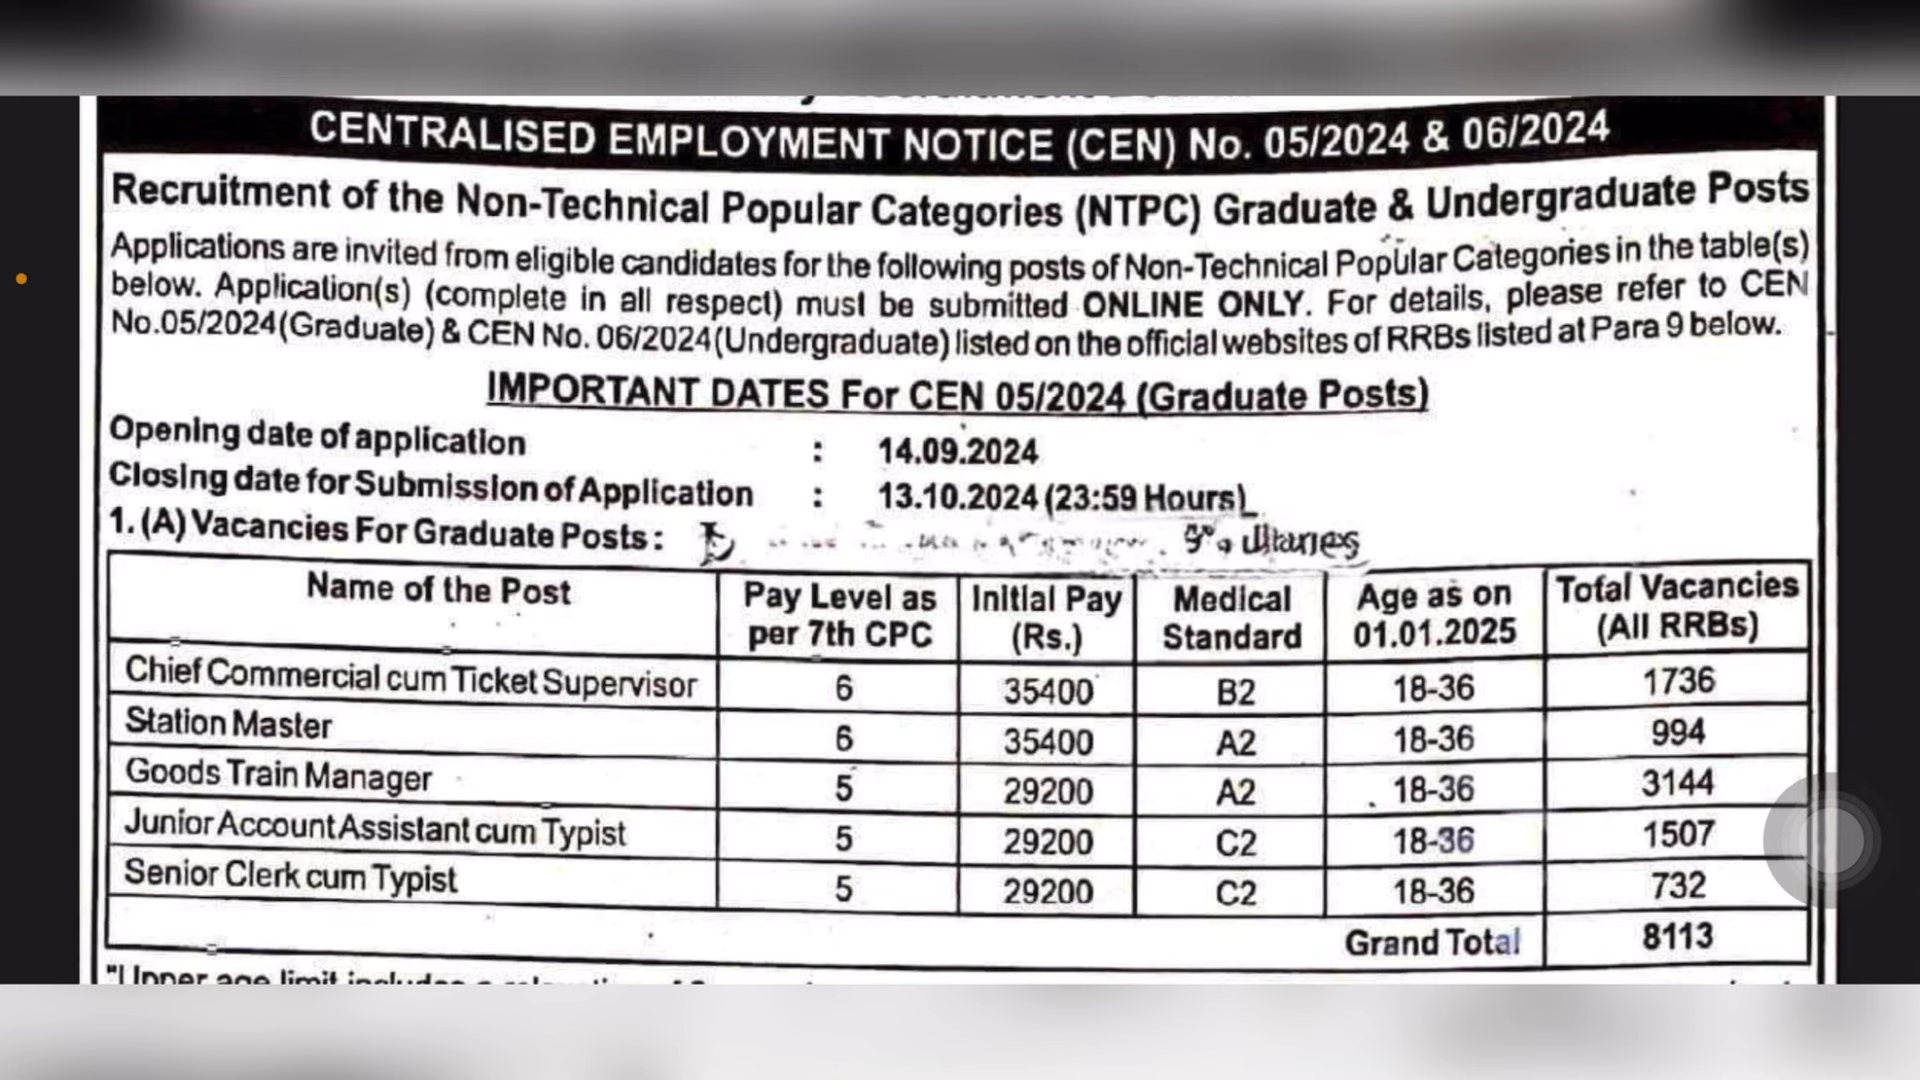 CENTRALISED EMPLOYMENT NOTICE (CEN) No. 05/2024 & 06/2024
Recruitment of the Non-Technical Popular Categories (NTPC) Graduate & Undergraduate Posts
Applications are invited from eligible candidates for the following posts of Non-Technical Popular Categories in the table(s)
below. Application(s) (complete in all respect) must be submitted ONLINE ONLY. For details, please refer to CEN
No.05/2024(Graduate) & CEN No. 06/2024(Undergraduate) listed on the official websites of RRBs listed at Para 9 below.
IMPORTANT DATES For CEN 05/2024 (Graduate Posts)
Opening date of application : 14.09.2024
Closing date for Submission of Application : 13.10.2024 (23:59 Hours)
1. (A) Vacancies For Graduate Posts:
Name of the Post Pay Level as per 7th CPC Initial Pay (Rs.) Medical Standard Age as on 01.01.2025 Total Vacancies (All RRBs)
Chief Commercial cum Ticket Supervisor 6 35400 B2 18-36 1736
Station Master 6 35400 A2 18-36 994
Goods Train Manager 5 29200 A2 18-36 3144
Junior Account Assistant cum Typist 5 29200 C2 18-36 1507
Senior Clerk cum Typist 5 29200 C2 18-36 732
Grand Total 8113
"Upper age limit includes a